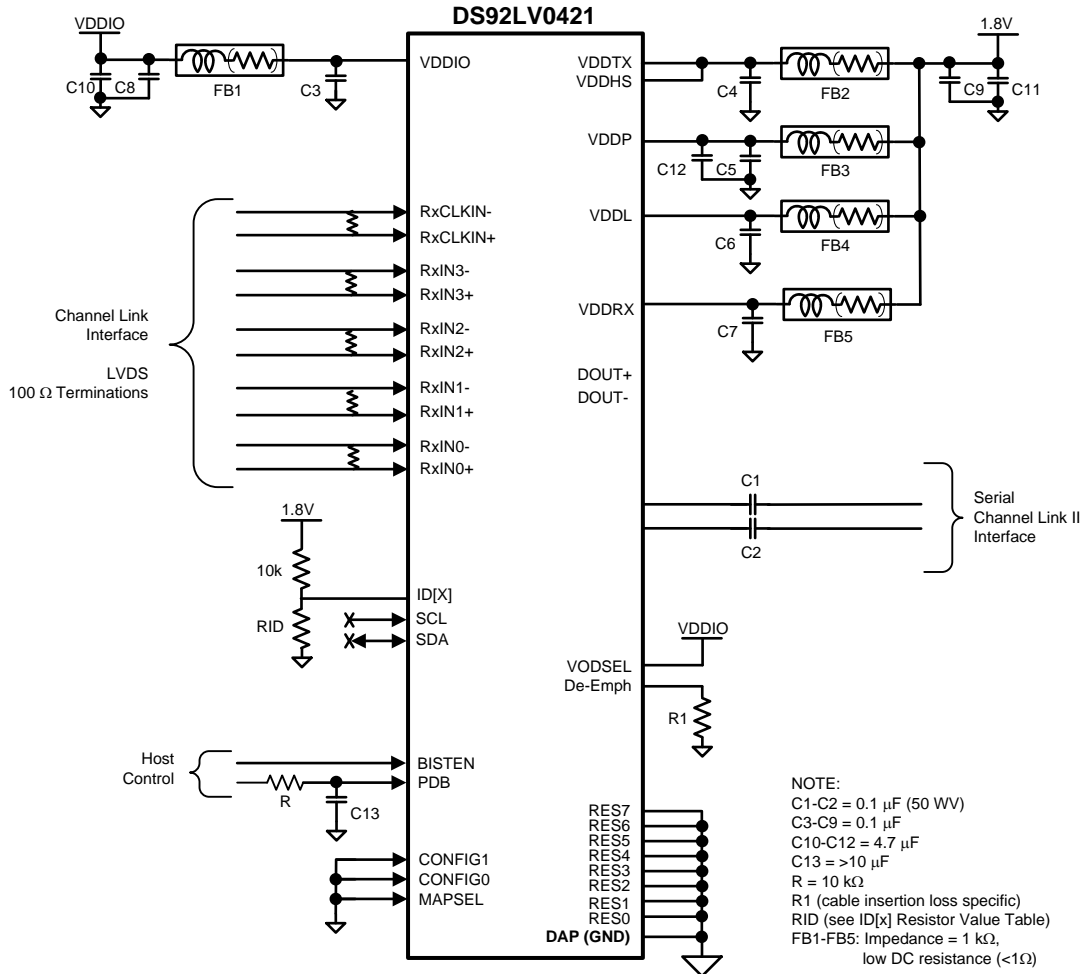 DS92LV0421
VDDIO
C10
C8
FB1
C3
VDDIO
VDDTX
VDDHS
C4
FB2
1.8V
C9
C11
VDDP
C12
C5
FB3
VDDL
C6
FB4
VDDRX
C7
FB5
Channel Link
Interface
LVDS
100 Ω Terminations
RxCLKIN-
RxCLKIN+
RxIN3-
RxIN3+
RxIN2-
RxIN2+
RxIN1-
RxIN1+
RxIN0-
RxIN0+
DOUT+
DOUT-
C1
C2
Serial
Channel Link II
Interface
1.8V
10k
RID
ID[X]
SCL
SDA
VDDIO
VODSEL
De-Emph
R1
Host
Control
R
C13
BISTEN
PDB
CONFIG1
CONFIG0
MAPSEL
RES7
RES6
RES5
RES4
RES3
RES2
RES1
RES0
DAP (GND)
NOTE:
C1-C2 = 0.1 μF (50 WV)
C3-C9 = 0.1 μF
C10-C12 = 4.7 μF
C13 = >10 μF
R = 10 kΩ
R1 (cable insertion loss specific)
RID (see ID[x] Resistor Value Table)
FB1-FB5: Impedance = 1 kΩ,
low DC resistance (<1Ω)